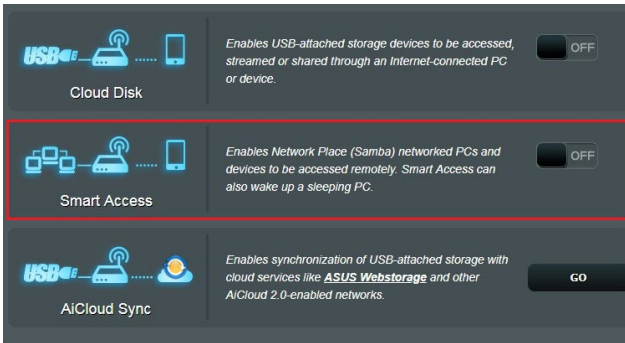 Enables USB-attached storage devices to be accessed,
streamed or shared through an Internet-connected PC
or device.
OFF
USB
Cloud Disk
Enables Network Place (Samba) networked PCs and
devices to be accessed remotely. Smart Access can
also wake up a sleeping PC.
OFF
Smart Access
Enables synchronization of USB-attached storage with
cloud services like ASUS Webstorage and other
AiCloud 2.0-enabled networks.
GO
USB
AiCloud Sync